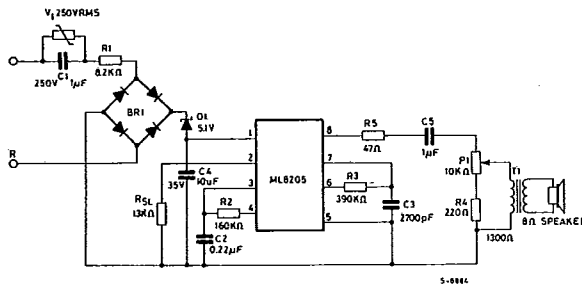 V₁ 250VRMS
C1
250V 1µF
R1
8.2KΩ
R
BR1
D1
5.1V
C4
10µF
35V
RSL
13KΩ
R2
160KΩ
C2
0.22µF
1
2
3
4
ML8205
8
7
6
5
R5
47Ω
C5
1µF
R3
390KΩ
C3
2700pF
P1
10KΩ
R4
220Ω
T1
1300Ω
8Ω SPEAKER
S-6884